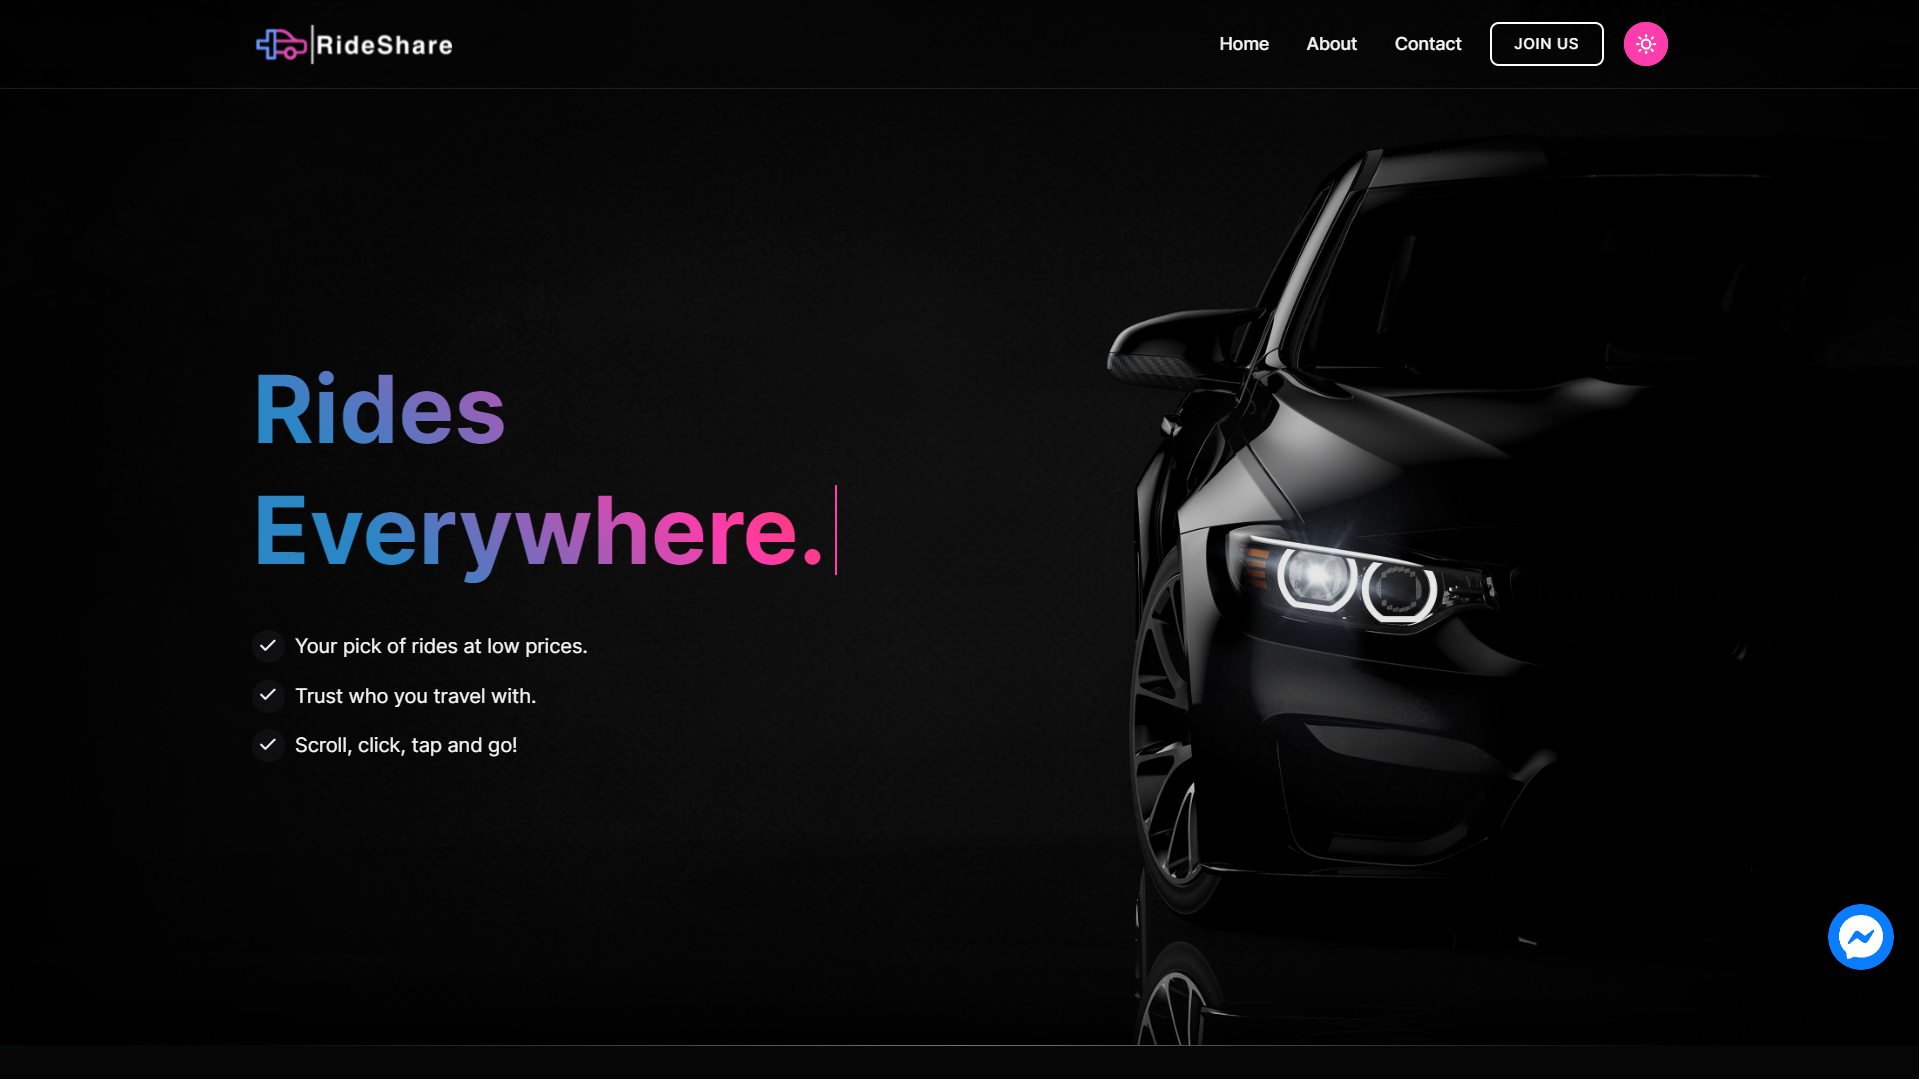 RideShare
Home
About
Contact
JOIN US
Rides
Everywhere.
Your pick of rides at low prices.
Trust who you travel with.
Scroll, click, tap and go!